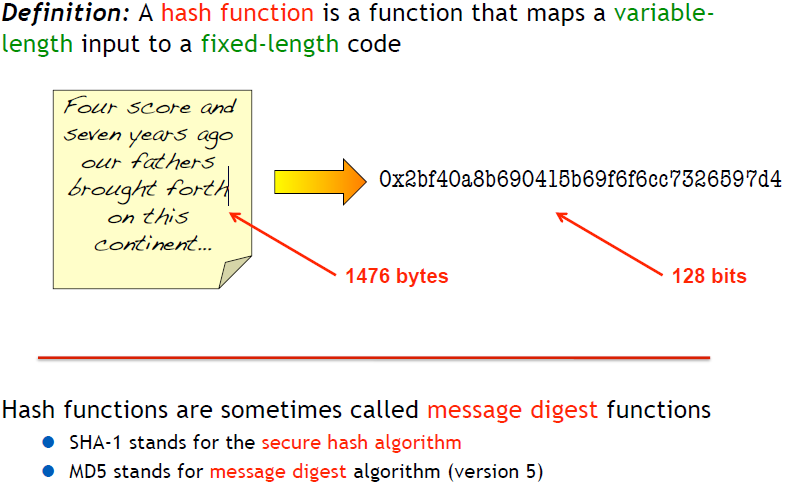 Definition: A hash function is a function that maps a variable-
length input to a fixed-length code
Four score and
seven years ago
our fathers
brought forth
on this
continent...
0x2bf40a8b690415b69f6f6cc7326597d4
1476 bytes
128 bits
Hash functions are sometimes called message digest functions
SHA-1 stands for the secure hash algorithm
MD5 stands for message digest algorithm (version 5)